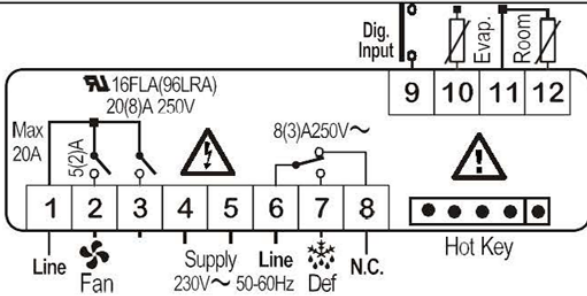 Dig.
Input
Evap.
Room
9 10 11 12
RU 16FLA(96LRA)
20(8)A 250V
Max
20A
5(2)A
8(3)A250V~
1 2 3 4 5 6 7 8
Hot Key
Line
Fan
Supply
230V~ 50-60Hz
Line
Def
N.C.